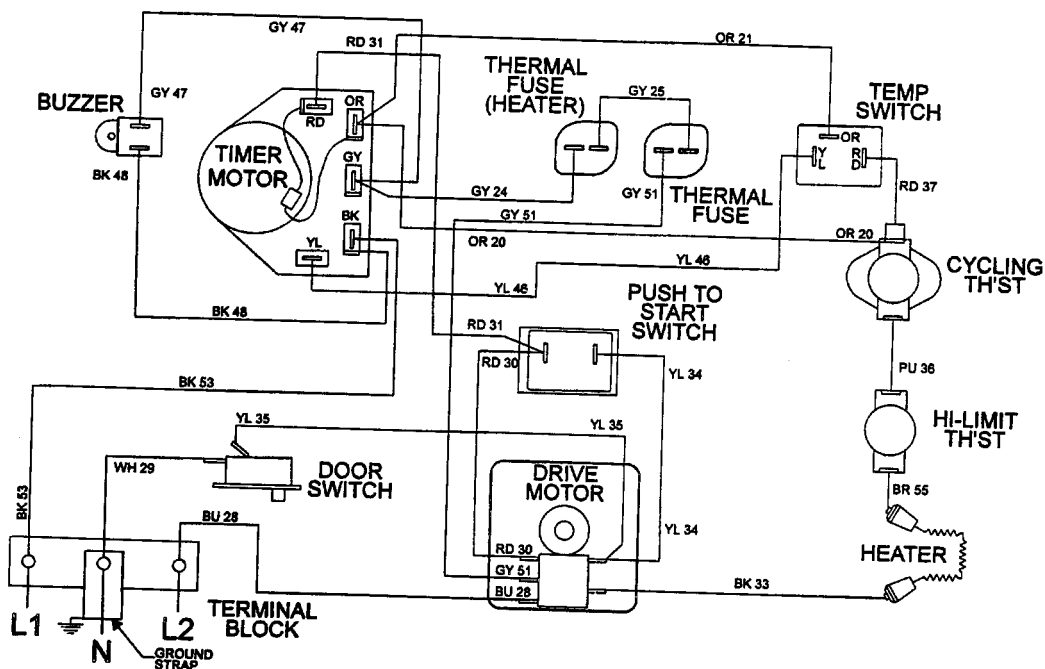 GY 47
RD 31
OR 21
THERMAL
FUSE
(HEATER)
GY 25
TEMP
SWITCH
BUZZER
GY 47
OR
RD
OR
Y
L
R
D
TIMER
MOTOR
GY
BK 48
GY 24
GY 51
THERMAL
FUSE
RD 37
BK
GY 51
OR 20
OR 20
YL
YL 46
YL 46
CYCLING
TH'ST
PUSH TO
START
SWITCH
BK 48
RD 31
RD 30
YL 34
PU 36
BK 53
HI-LIMIT
TH'ST
YL 35
YL 35
WH 29
DOOR
SWITCH
DRIVE
MOTOR
BR 55
BK 53
BU 28
YL 34
HEATER
RD 30
GY 51
BU 28
BK 33
L1
N
L2
TERMINAL
BLOCK
GROUND
STRAP